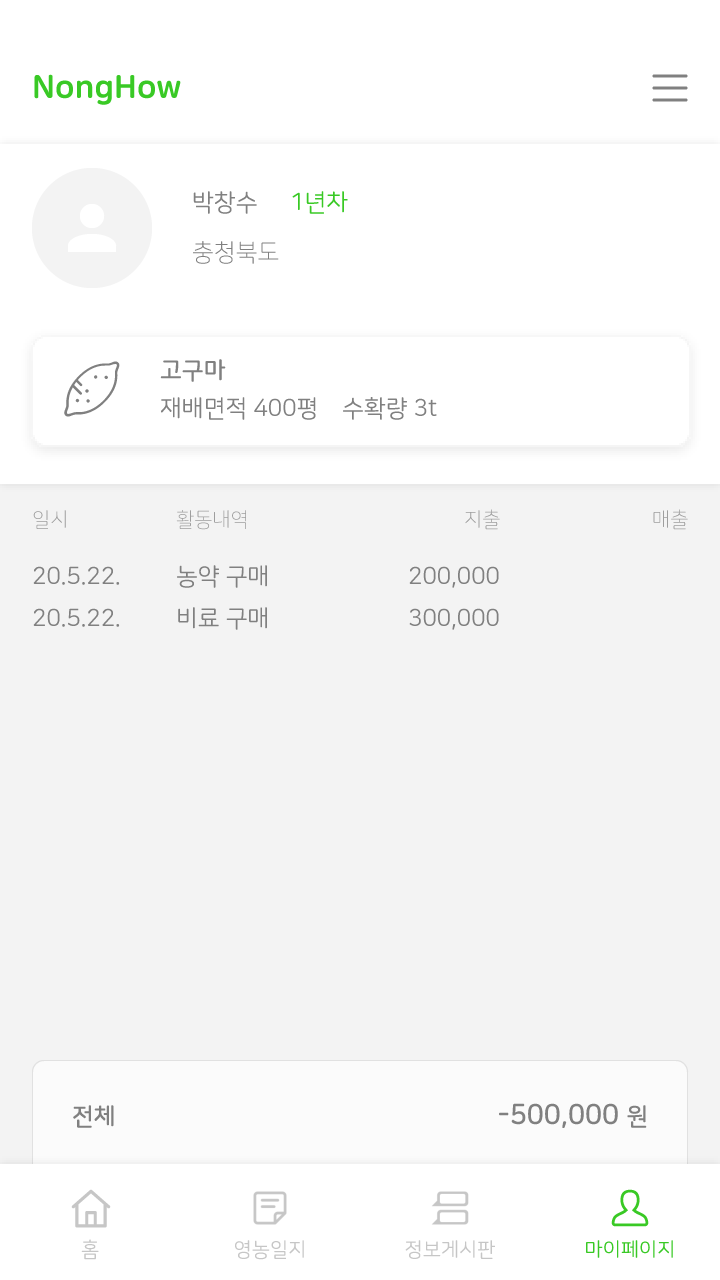 NongHow
박창수 1년차
충청북도
고구마
재배면적 400평 수확량 3t
일시 활동내역 지출 매출
20.5.22. 농약 구매 200,000
20.5.22. 비료 구매 300,000
전체 -500,000 원
홈 영농일지 정보게시판 마이페이지